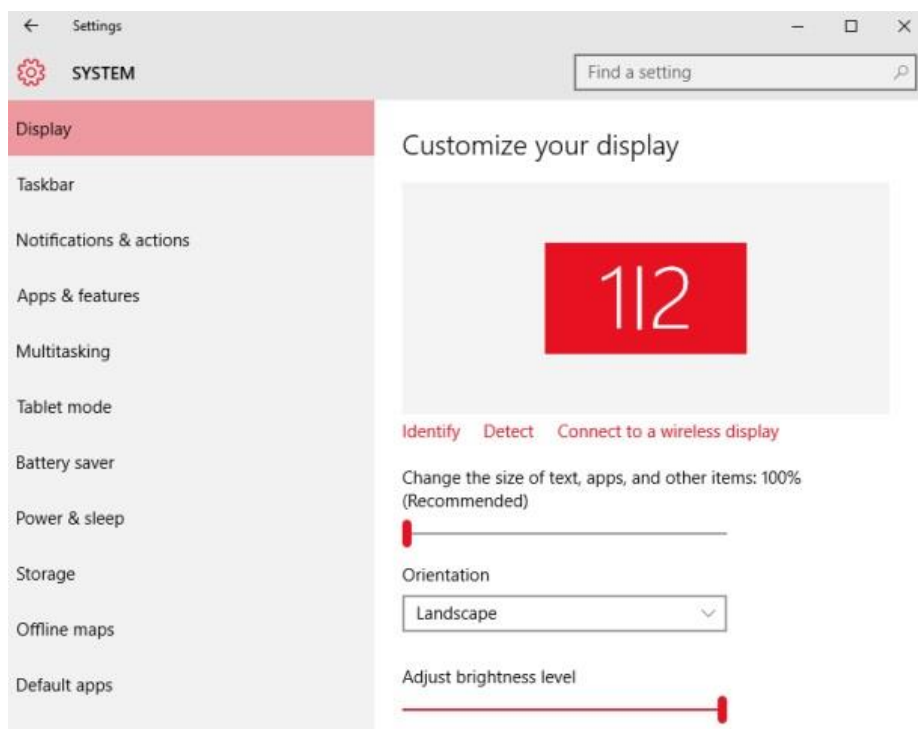 Settings
SYSTEM
Find a setting
Display
Taskbar
Notifications & actions
Apps & features
Multitasking
Tablet mode
Battery saver
Power & sleep
Storage
Offline maps
Default apps
Customize your display
1|2
Identify Detect Connect to a wireless display
Change the size of text, apps, and other items: 100%
(Recommended)
Orientation
Landscape
Adjust brightness level